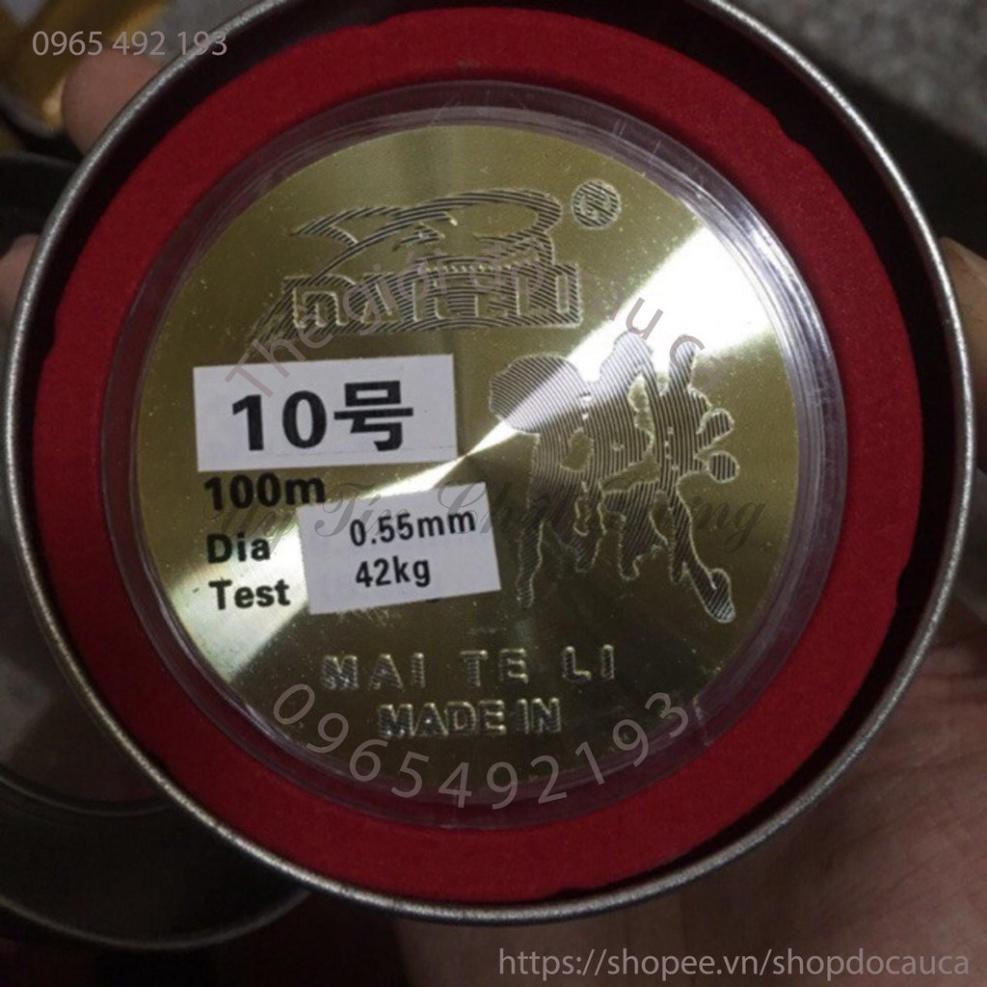 0965 492 193
10号
100m
Dia 0.55mm
Test 42kg
MAI TE LI
MADE IN
0965492193
https://shopee.vn/shopdocauca